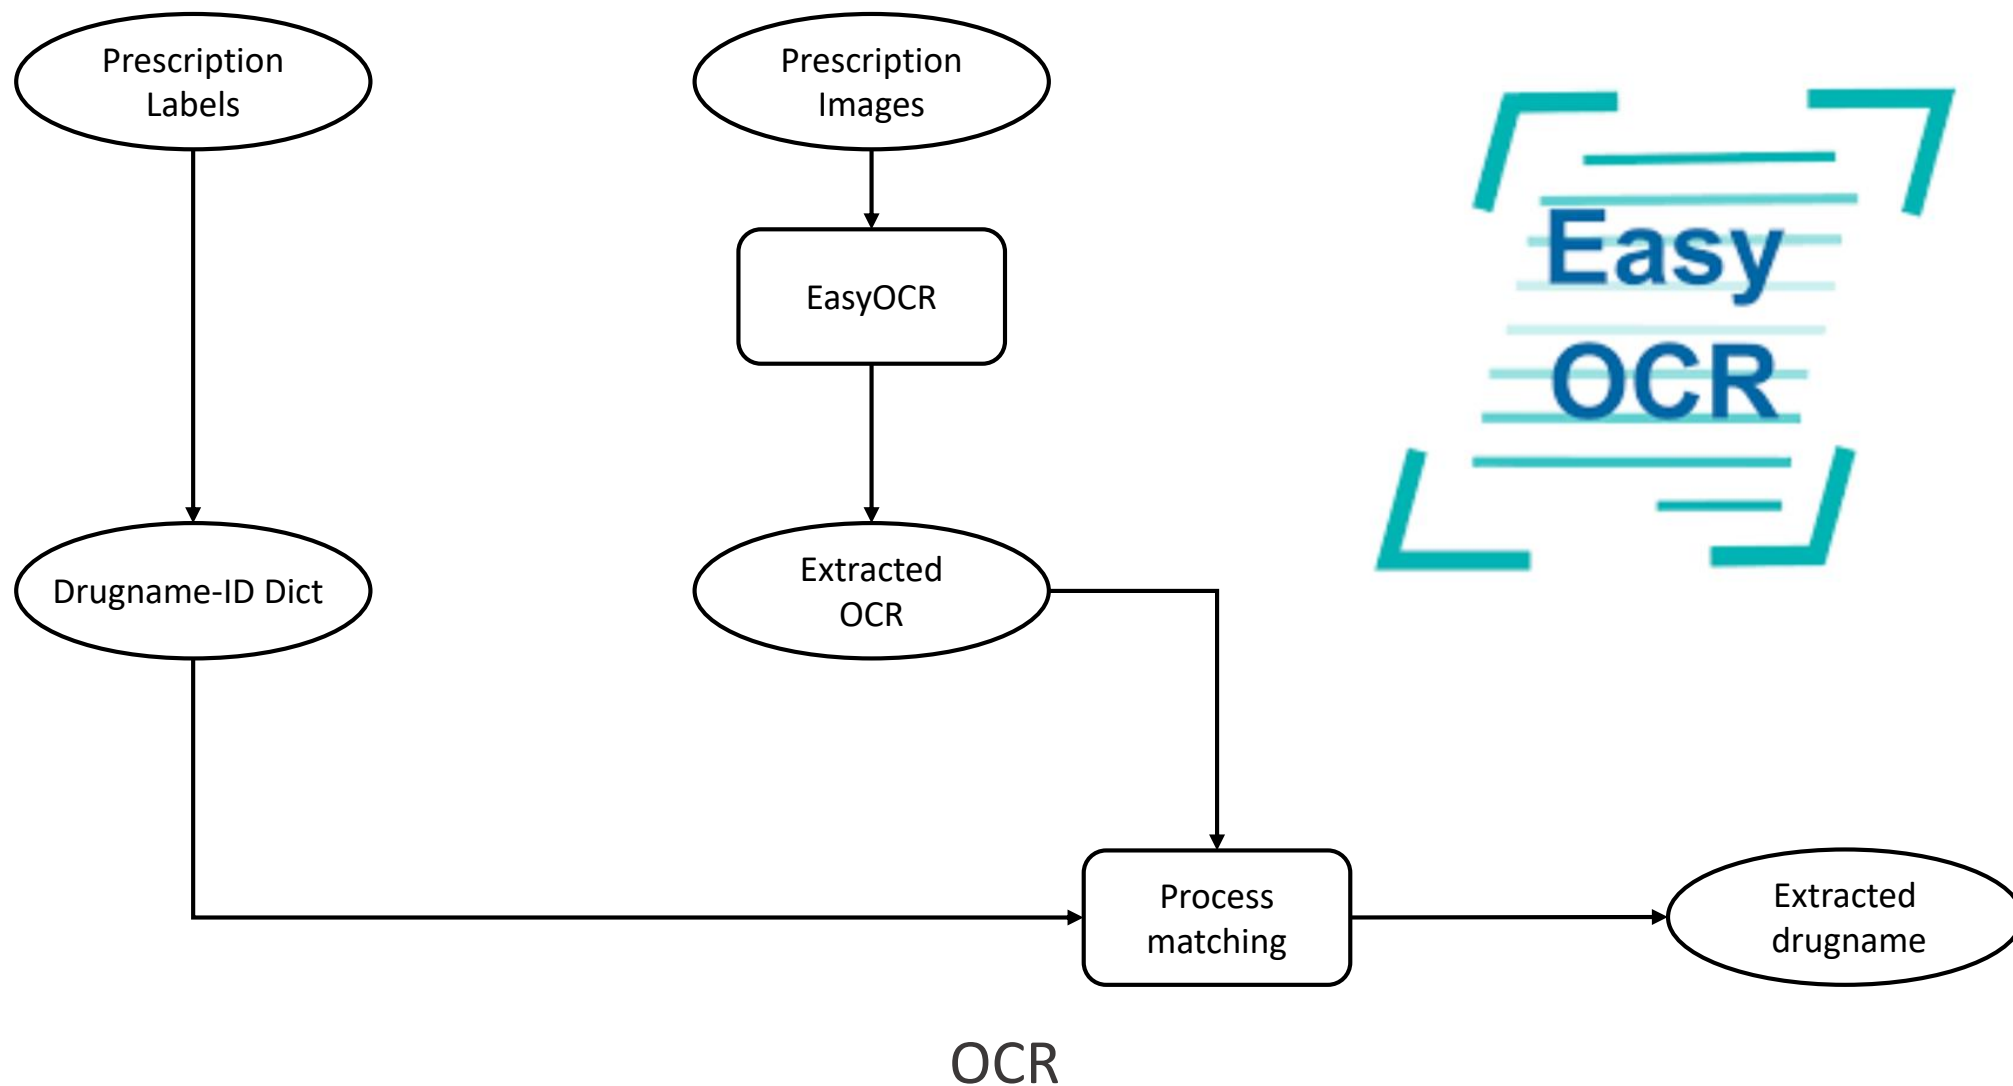 Prescription
Labels
Prescription
Images
Easy
OCR
EasyOCR
Drugname-ID Dict
Extracted
OCR
Process
matching
Extracted
drugname
OCR